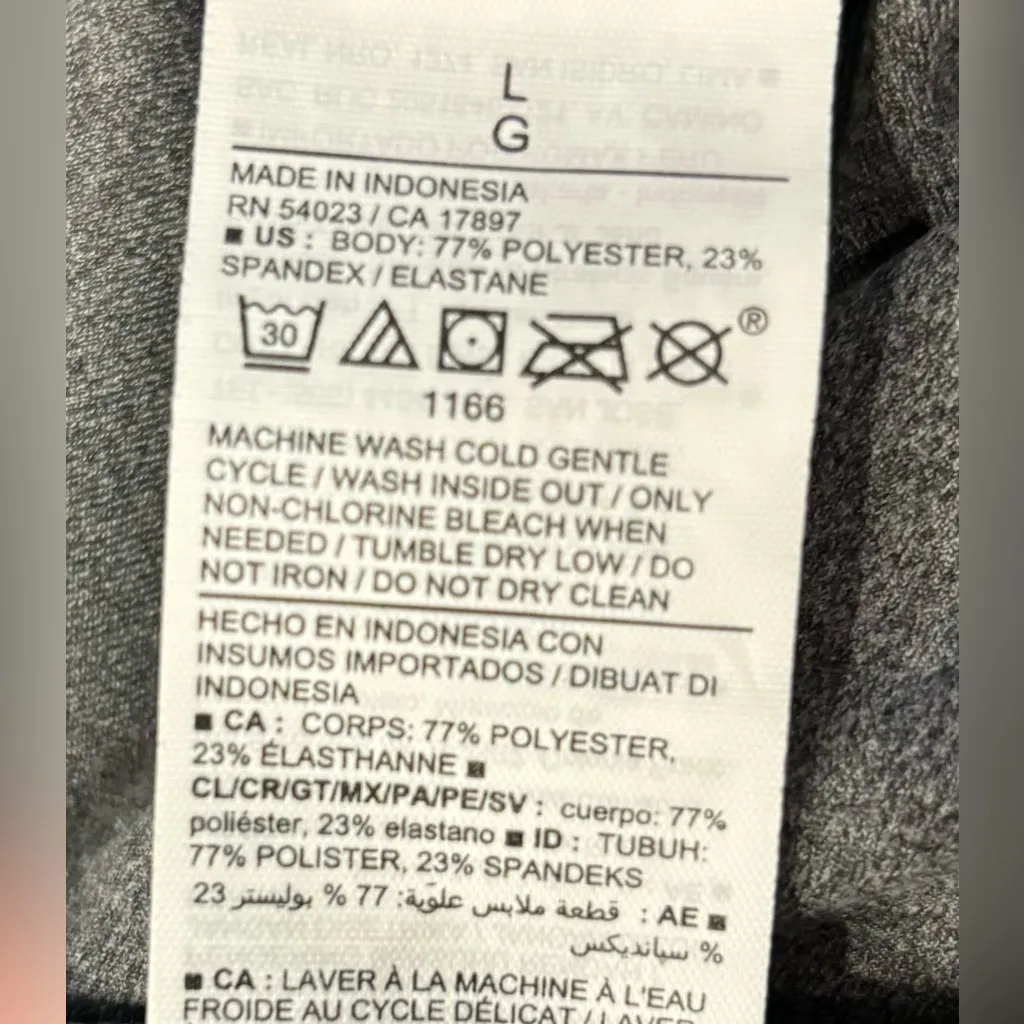 L
G
MADE IN INDONESIA
RN 54023 / CA 17897
■ US : BODY: 77% POLYESTER, 23%
SPANDEX / ELASTANE
30
®
1166
MACHINE WASH COLD GENTLE
CYCLE / WASH INSIDE OUT / ONLY
NON-CHLORINE BLEACH WHEN
NEEDED / TUMBLE DRY LOW / DO
NOT IRON / DO NOT DRY CLEAN
HECHO EN INDONESIA CON
INSUMOS IMPORTADOS / DIBUAT DI
INDONESIA
■ CA : CORPS: 77% POLYESTER,
23% ÉLASTHANNE ■
CL/CR/GT/MX/PA/PE/SV : cuerpo: 77%
poliéster, 23% elastano ■ ID : TUBUH:
77% POLISTER, 23% SPANDEKS
■ AE : قطعة ملابس علوّية: 77 % بوليستر 23
% سباندیكس
■ CA : LAVER À LA MACHINE À L'EAU
FROIDE AU CYCLE DÉLICAT / LAVER